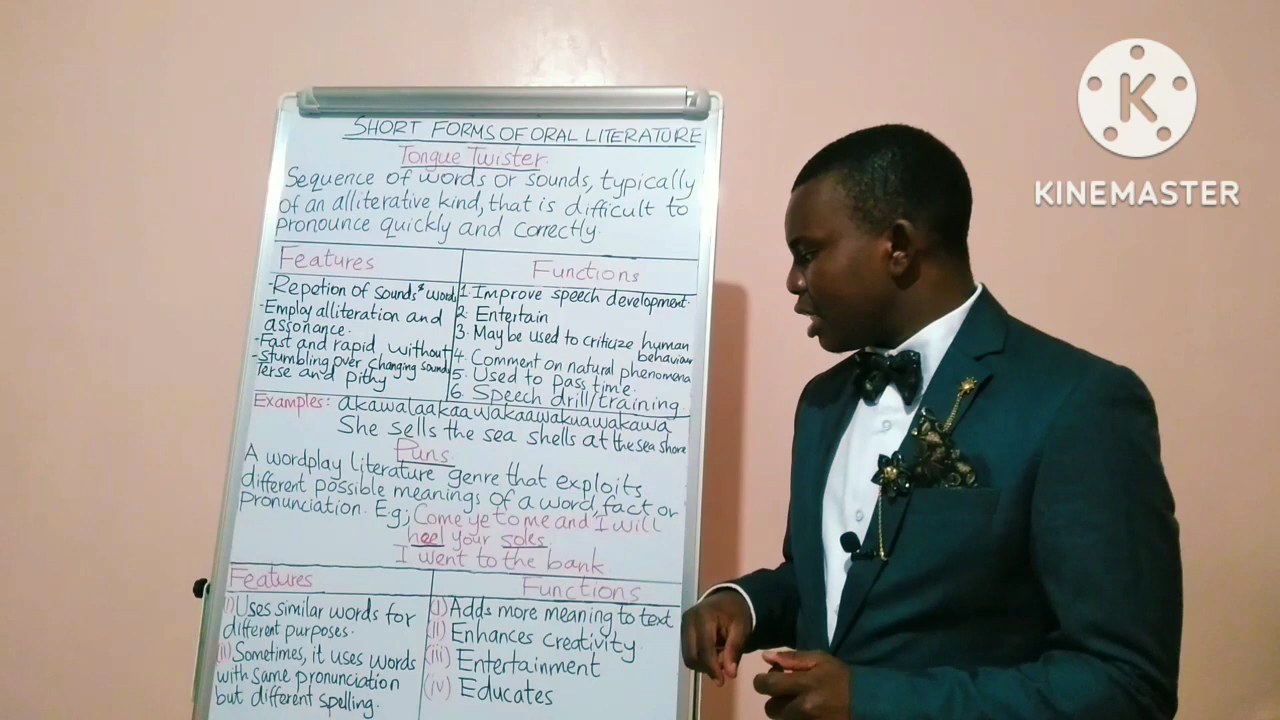 SHORT FORMS OF ORAL LITERATURE
Tongue Twister
Sequence of words or sounds, typically
of an alliterative kind, that is difficult to
pronounce quickly and correctly.
Features
- Repetion of sounds & words
- Employ alliteration and
assonance.
- Fast and rapid without
- Stumbling over changing sounds
Terse and pithy
Functions
1. Improve speech development.
2. Entertain
3. May be used to criticize human
behaviour
4. Comment on natural phenomena
5. Used to pass time.
6. Speech drill/training
Examples: akawalaakaawakaawakuawakawa
She sells the sea shells at the sea shore
Puns
A wordplay literature genre that exploits
different possible meanings of a word, fact or
pronunciation. E.g; Come ye to me and I will
heel your soles.
I went to the bank
Features
(i) Uses similar words for
different purposes.
(ii) Sometimes, it uses words
with same pronunciation
but different spelling.
Functions
(i) Adds more meaning to text
(ii) Enhances creativity.
(iii) Entertainment
(iv) Educates
K
KINEMASTER